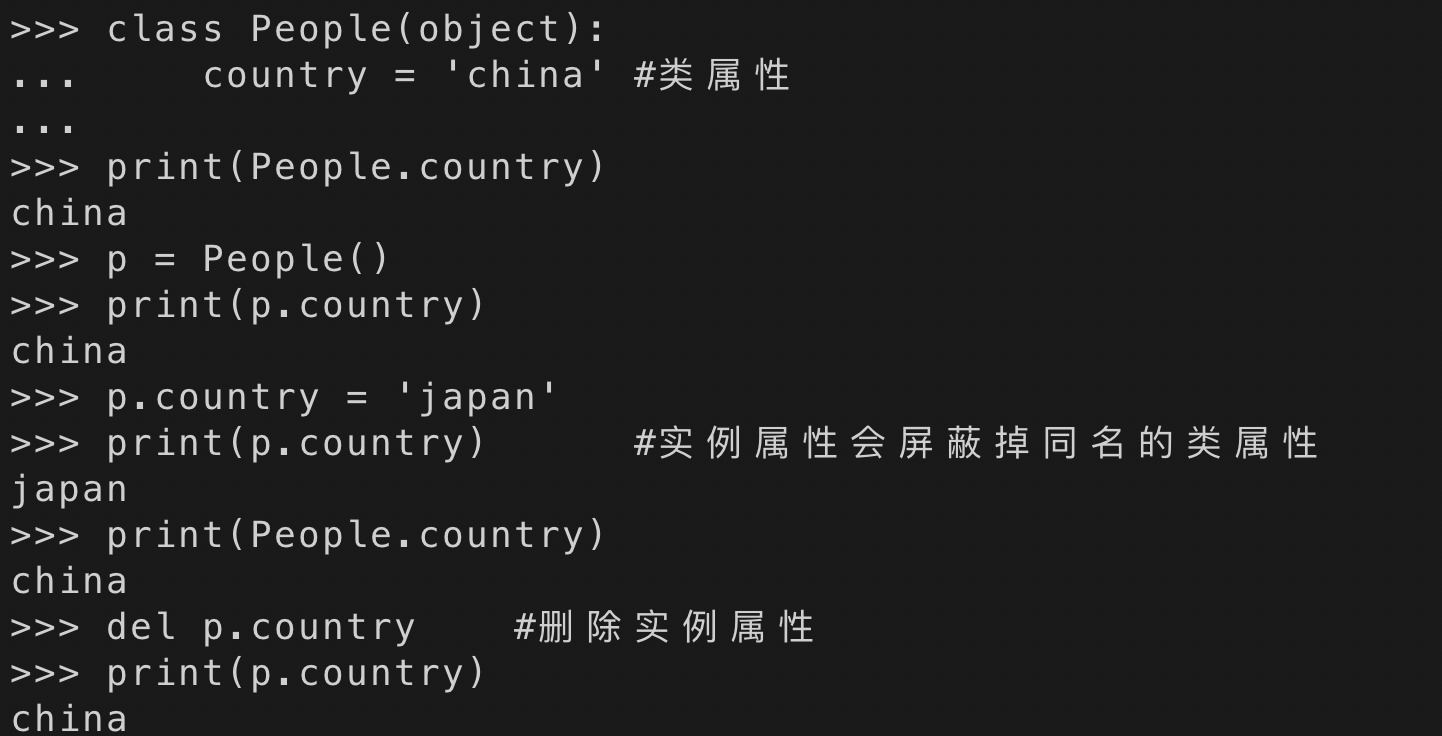 >>> class People(object):
...     country = 'china' #类属性
...
>>> print(People.country)
china
>>> p = People()
>>> print(p.country)
china
>>> p.country = 'japan'
>>> print(p.country)      #实例属性会屏蔽掉同名的类属性
japan
>>> print(People.country)
china
>>> del p.country    #删除实例属性
>>> print(p.country)
china